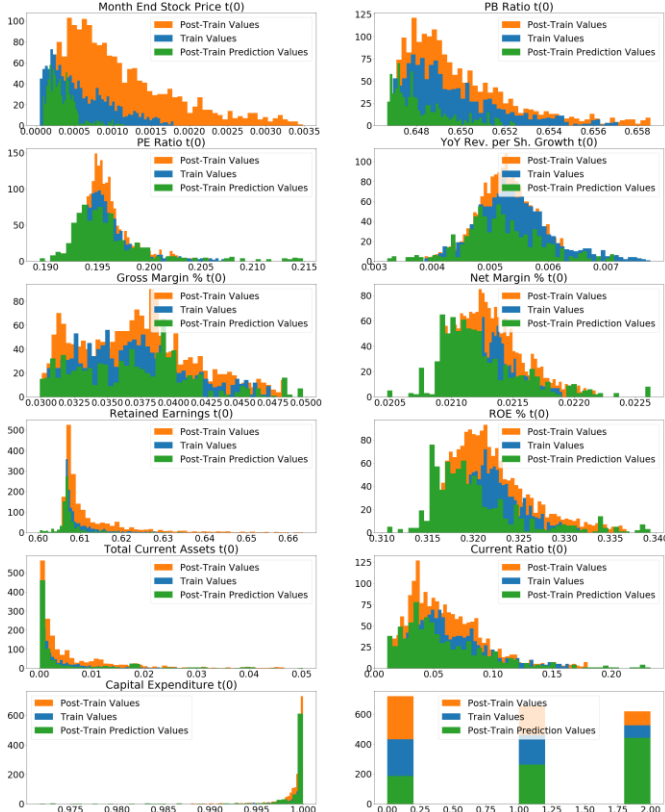 Month End Stock Price t(0)
Post-Train Values
Train Values
Post-Train Prediction Values
100
80
60
40
20
0
0.0000 0.0005 0.0010 0.0015 0.0020 0.0025 0.0030 0.0035
PB Ratio t(0)
Post-Train Values
Train Values
Post-Train Prediction Values
125
100
75
50
25
0
0.648 0.650 0.652 0.654 0.656 0.658
PE Ratio t(0)
Post-Train Values
Train Values
Post-Train Prediction Values
150
100
50
0
0.190 0.195 0.200 0.205 0.210 0.215
YoY Rev. per Sh. Growth t(0)
Post-Train Values
Train Values
Post-Train Prediction Values
100
80
60
40
20
0
0.003 0.004 0.005 0.006 0.007
Gross Margin % t(0)
Post-Train Values
Train Values
Post-Train Prediction Values
80
60
40
20
0
0.0300 0.0325 0.0350 0.0375 0.0400 0.0425 0.0450 0.0475 0.0500
Net Margin % t(0)
Post-Train Values
Train Values
Post-Train Prediction Values
80
60
40
20
0
0.0205 0.0210 0.0215 0.0220 0.0225
Retained Earnings t(0)
Post-Train Values
Train Values
Post-Train Prediction Values
500
400
300
200
100
0
0.60 0.61 0.62 0.63 0.64 0.65 0.66
ROE % t(0)
Post-Train Values
Train Values
Post-Train Prediction Values
80
60
40
20
0
0.310 0.315 0.320 0.325 0.330 0.335 0.340
Total Current Assets t(0)
Post-Train Values
Train Values
Post-Train Prediction Values
500
400
300
200
100
0
0.00 0.01 0.02 0.03 0.04 0.05
Current Ratio t(0)
Post-Train Values
Train Values
Post-Train Prediction Values
125
100
75
50
25
0
0.00 0.05 0.10 0.15 0.20
Capital Expenditure t(0)
Post-Train Values
Train Values
Post-Train Prediction Values
600
400
200
0
0.975 0.980 0.985 0.990 0.995 1.000
Post-Train Values
Train Values
Post-Train Prediction Values
600
400
200
0
0.00 0.25 0.50 0.75 1.00 1.25 1.50 1.75 2.00